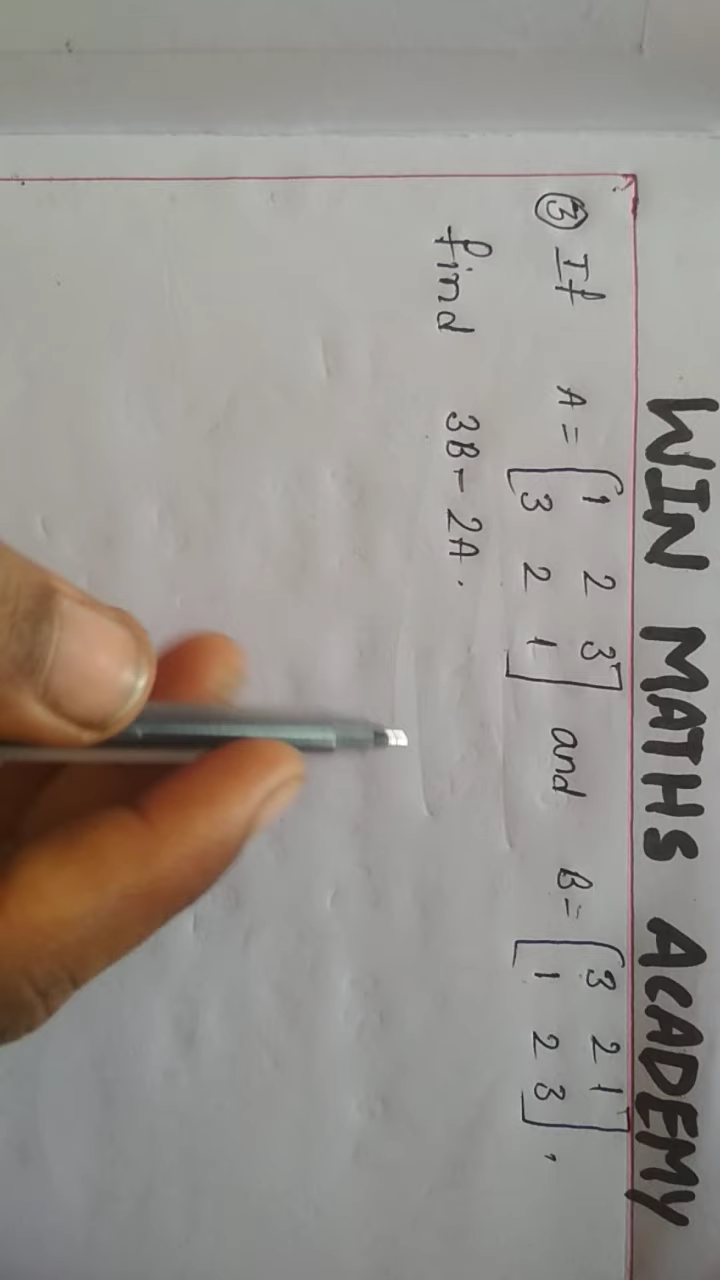 WIN MATHS ACADEMY
③ If A = [1 2 3
3 2 1] and B = [3 2 1
1 2 3],
find 3B - 2A.